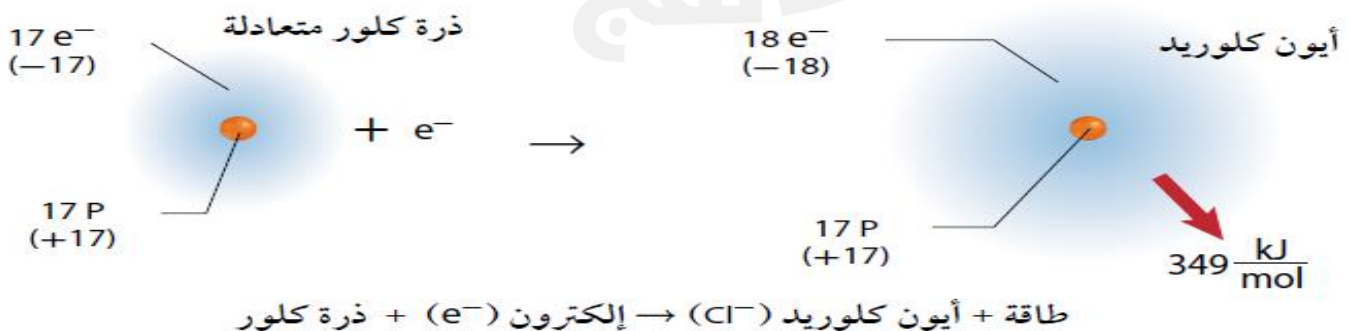 ذرة كلور متعادلة
17 e⁻
(−17)
+ e⁻
→
17 P
(+17)
أيون كلوريد
18 e⁻
(−18)
17 P
(+17)
349 kJ/mol
طاقة + أيون كلوريد (Cl⁻) → إلكترون (e⁻) + ذرة كلور